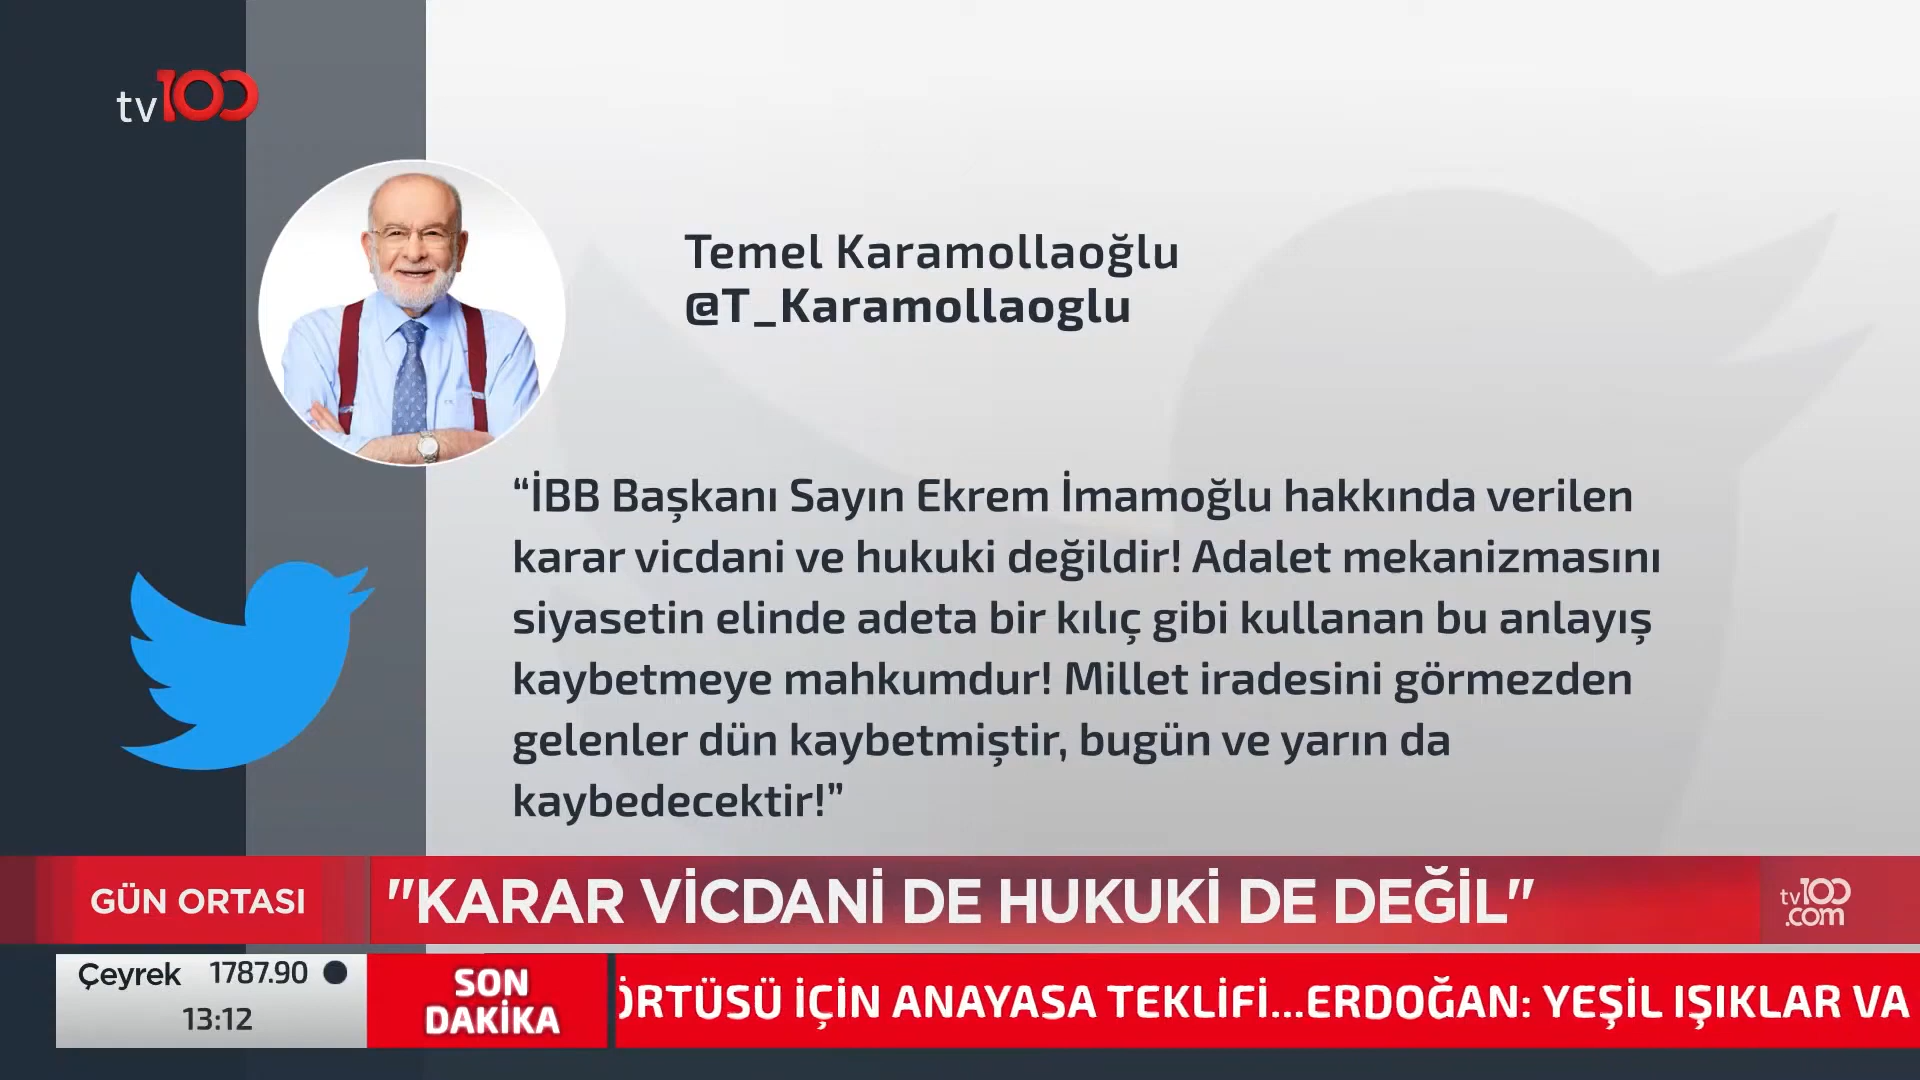 tv100
Temel Karamollaoğlu
@T_Karamollaoglu
“İBB Başkanı Sayın Ekrem İmamoğlu hakkında verilen
karar vicdani ve hukuki değildir! Adalet mekanizmasını
siyasetin elinde adeta bir kılıç gibi kullanan bu anlayış
kaybetmeye mahkumdur! Millet iradesini görmezden
gelenler dün kaybetmiştir, bugün ve yarın da
kaybedecektir!”
GÜN ORTASI
"KARAR VİCDANİ DE HUKUKİ DE DEĞİL"
tv100
.com
Çeyrek 1787.90
13:12
SON
DAKİKA
ÖRTÜSÜ İÇİN ANAYASA TEKLİFİ...ERDOĞAN: YEŞİL IŞIKLAR VA